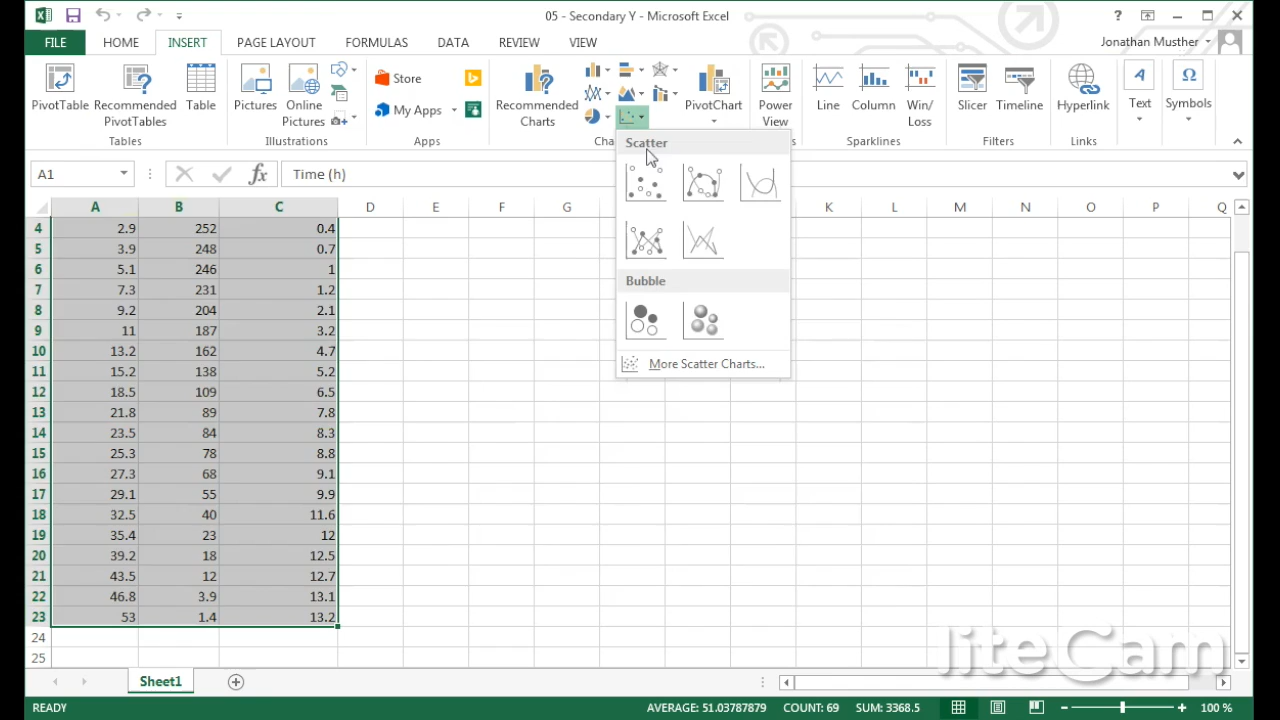 05 - Secondary Y - Microsoft Excel
?
FILE
HOME
INSERT
PAGE LAYOUT
FORMULAS
DATA
REVIEW
VIEW
Jonathan Musther
PivotTable
Recommended
PivotTables
Table
Pictures
Online
Pictures
Store
My Apps
Recommended
Charts
PivotChart
Power
View
Line
Column
Win/
Loss
Slicer
Timeline
Hyperlink
Text
Symbols
Tables
Illustrations
Apps
Cha
s
Sparklines
Filters
Links
Scatter
Bubble
More Scatter Charts...
A1
fx
Time (h)
A B C D E F G K L M N O P Q
4 2.9 252 0.4
5 3.9 248 0.7
6 5.1 246 1
7 7.3 231 1.2
8 9.2 204 2.1
9 11 187 3.2
10 13.2 162 4.7
11 15.2 138 5.2
12 18.5 109 6.5
13 21.8 89 7.8
14 23.5 84 8.3
15 25.3 78 8.8
16 27.3 68 9.1
17 29.1 55 9.9
18 32.5 40 11.6
19 35.4 23 12
20 39.2 18 12.5
21 43.5 12 12.7
22 46.8 3.9 13.1
23 53 1.4 13.2
24
25
liteCam
Sheet1
READY
AVERAGE: 51.03787879 COUNT: 69 SUM: 3368.5
100 %